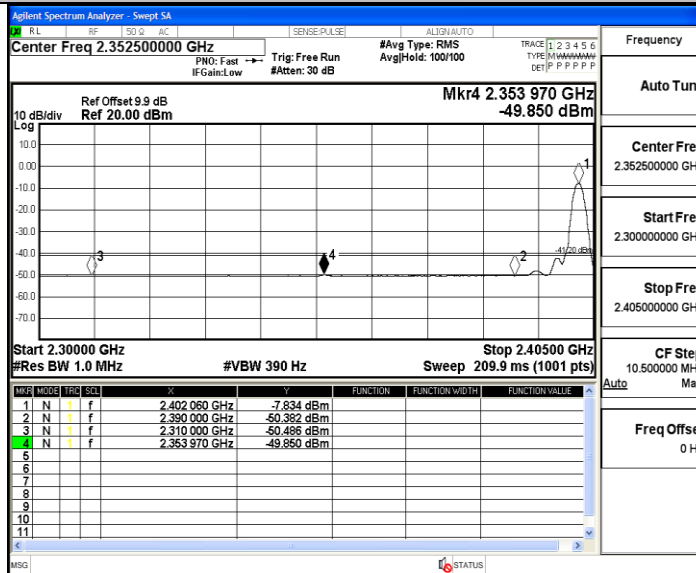 Agilent Spectrum Analyzer - Swept SA
RL RF 50 Ω AC SENSE:PULSE ALIGNAUTO
Center Freq 2.352500000 GHz
PNO: Fast
IFGain:Low
Trig: Free Run
#Atten: 30 dB
#Avg Type: RMS
Avg|Hold: 100/100
TRACE 1 2 3 4 5 6
TYPE
DET P P P P P P
Ref Offset 9.9 dB
10 dB/div Ref 20.00 dBm
Log
Mkr4 2.353 970 GHz
-49.850 dBm
10.0
0.00
-10.0
-20.0
-30.0
-40.0
-50.0
-60.0
-70.0
1
2
3
4
-41.20 dBm
Start 2.30000 GHz Stop 2.40500 GHz
#Res BW 1.0 MHz #VBW 390 Hz Sweep 209.9 ms (1001 pts)
MKR MODE TRC SCL X Y FUNCTION FUNCTION WIDTH FUNCTION VALUE
1 N 1 f 2.402 060 GHz -7.834 dBm
2 N 1 f 2.390 000 GHz -50.382 dBm
3 N 1 f 2.310 000 GHz -50.486 dBm
4 N 1 f 2.353 970 GHz -49.850 dBm
5
6
7
8
9
10
11
MSG STATUS
Frequency
Auto Tun
Center Fre
2.352500000 GH
Start Fre
2.300000000 GH
Stop Fre
2.405000000 GH
CF Step
10.500000 MH
Auto Ma
Freq Offse
0 H